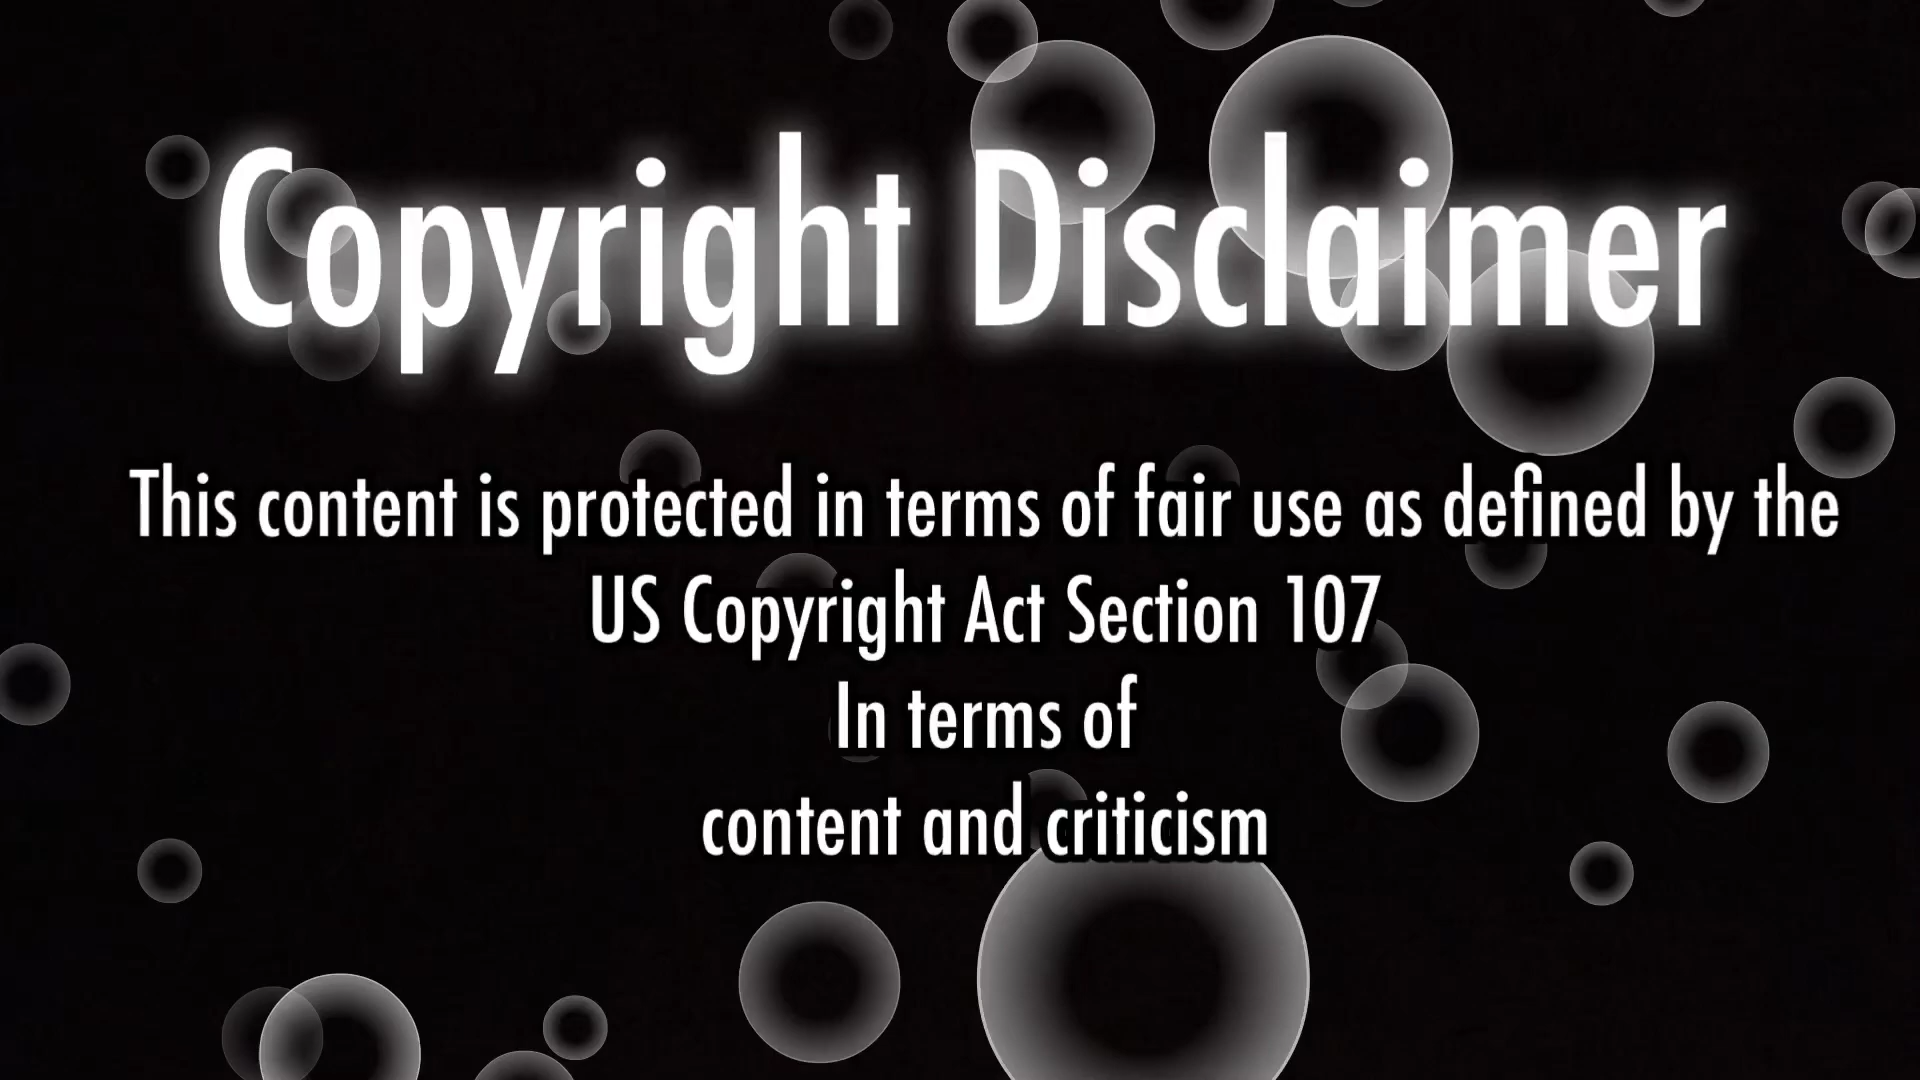 Copyright Disclaimer
This content is protected in terms of fair use as defined by the
US Copyright Act Section 107
In terms of
content and criticism